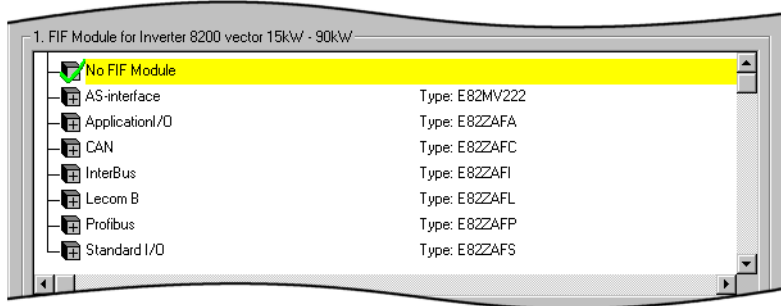 1. FIF Module for Inverter 8200 vector 15kW - 90kW
No FIF Module
AS-interface Type: E82MV222
ApplicationI/O Type: E82ZAFA
CAN Type: E82ZAFC
InterBus Type: E82ZAFI
Lecom B Type: E82ZAFL
Profibus Type: E82ZAFP
Standard I/O Type: E82ZAFS